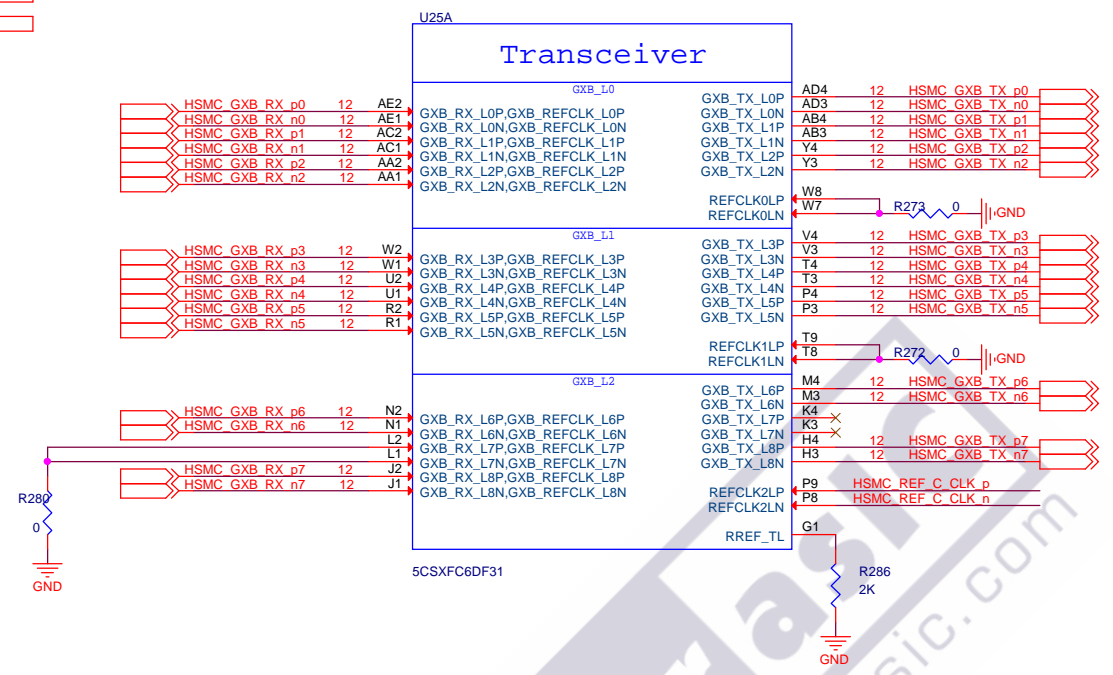 U25A
Transceiver
GXB_L0
HSMC_GXB_RX_p0 12 AE2 GXB_RX_L0P,GXB_REFCLK_L0P
HSMC_GXB_RX_n0 12 AE1 GXB_RX_L0N,GXB_REFCLK_L0N
HSMC_GXB_RX_p1 12 AC2 GXB_RX_L1P,GXB_REFCLK_L1P
HSMC_GXB_RX_n1 12 AC1 GXB_RX_L1N,GXB_REFCLK_L1N
HSMC_GXB_RX_p2 12 AA2 GXB_RX_L2P,GXB_REFCLK_L2P
HSMC_GXB_RX_n2 12 AA1 GXB_RX_L2N,GXB_REFCLK_L2N
GXB_TX_L0P AD4 12 HSMC_GXB_TX_p0
GXB_TX_L0N AD3 12 HSMC_GXB_TX_n0
GXB_TX_L1P AB4 12 HSMC_GXB_TX_p1
GXB_TX_L1N AB3 12 HSMC_GXB_TX_n1
GXB_TX_L2P Y4 12 HSMC_GXB_TX_p2
GXB_TX_L2N Y3 12 HSMC_GXB_TX_n2
REFCLK0LP W8
REFCLK0LN W7 R273 0 GND
GXB_L1
HSMC_GXB_RX_p3 12 W2 GXB_RX_L3P,GXB_REFCLK_L3P
HSMC_GXB_RX_n3 12 W1 GXB_RX_L3N,GXB_REFCLK_L3N
HSMC_GXB_RX_p4 12 U2 GXB_RX_L4P,GXB_REFCLK_L4P
HSMC_GXB_RX_n4 12 U1 GXB_RX_L4N,GXB_REFCLK_L4N
HSMC_GXB_RX_p5 12 R2 GXB_RX_L5P,GXB_REFCLK_L5P
HSMC_GXB_RX_n5 12 R1 GXB_RX_L5N,GXB_REFCLK_L5N
GXB_TX_L3P V4 12 HSMC_GXB_TX_p3
GXB_TX_L3N V3 12 HSMC_GXB_TX_n3
GXB_TX_L4P T4 12 HSMC_GXB_TX_p4
GXB_TX_L4N T3 12 HSMC_GXB_TX_n4
GXB_TX_L5P P4 12 HSMC_GXB_TX_p5
GXB_TX_L5N P3 12 HSMC_GXB_TX_n5
REFCLK1LP T9
REFCLK1LN T8 R272 0 GND
GXB_L2
HSMC_GXB_RX_p6 12 N2 GXB_RX_L6P,GXB_REFCLK_L6P
HSMC_GXB_RX_n6 12 N1 GXB_RX_L6N,GXB_REFCLK_L6N
L2 GXB_RX_L7P,GXB_REFCLK_L7P
L1 GXB_RX_L7N,GXB_REFCLK_L7N
HSMC_GXB_RX_p7 12 J2 GXB_RX_L8P,GXB_REFCLK_L8P
HSMC_GXB_RX_n7 12 J1 GXB_RX_L8N,GXB_REFCLK_L8N
GXB_TX_L6P M4 12 HSMC_GXB_TX_p6
GXB_TX_L6N M3 12 HSMC_GXB_TX_n6
GXB_TX_L7P K4
GXB_TX_L7N K3
GXB_TX_L8P H4 12 HSMC_GXB_TX_p7
GXB_TX_L8N H3 12 HSMC_GXB_TX_n7
REFCLK2LP P9 HSMC_REF_C_CLK_p
REFCLK2LN P8 HSMC_REF_C_CLK_n
RREF_TL G1
R280
0
GND
5CSXFC6DF31
R286
2K
GND
asic
sic.com